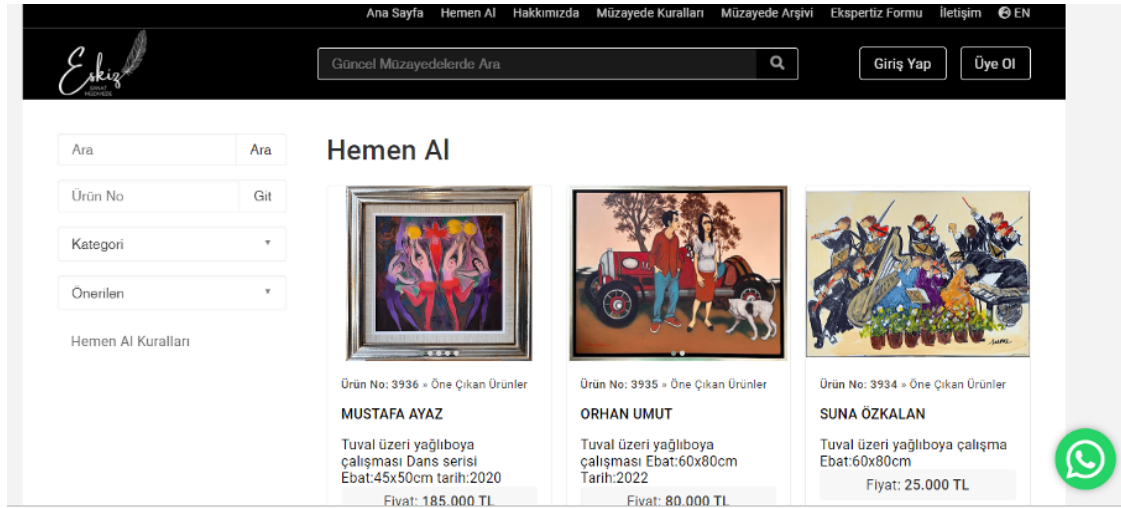 Ana Sayfa Hemen Al Hakkımızda Müzayede Kuralları Müzayede Arşivi Ekspertiz Formu İletişim EN
Eskiz
SANAT
MÜZAYEDE
Güncel Müzayedelerde Ara
Giriş Yap
Üye Ol
Ara Ara
Ürün No Git
Kategori
Önerilen
Hemen Al Kuralları
Hemen Al
Ürün No: 3936 » Öne Çıkan Ürünler
MUSTAFA AYAZ
Tuval üzeri yağlıboya
çalışması Dans serisi
Ebat:45x50cm tarih:2020
Fiyat: 185.000 TL
Ürün No: 3935 » Öne Çıkan Ürünler
ORHAN UMUT
Tuval üzeri yağlıboya
çalışması Ebat:60x80cm
Tarih:2022
Fiyat: 80.000 TL
Ürün No: 3934 » Öne Çıkan Ürünler
SUNA ÖZKALAN
Tuval üzeri yağlıboya çalışma
Ebat:60x80cm
Fiyat: 25.000 TL